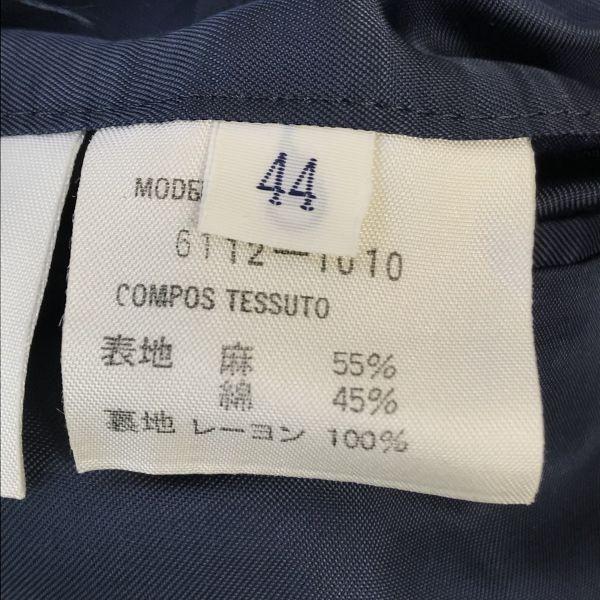 44
MODE
6112-1010
COMPOS TESSUTO
表地 麻 55%
綿 45%
裏地 レーヨン 100%